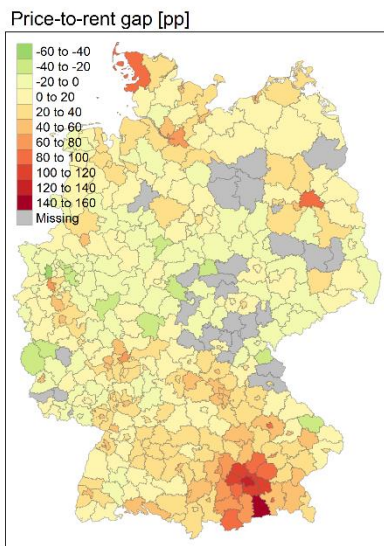 Price-to-rent gap [pp]
-60 to -40
-40 to -20
-20 to 0
0 to 20
20 to 40
40 to 60
60 to 80
80 to 100
100 to 120
120 to 140
140 to 160
Missing